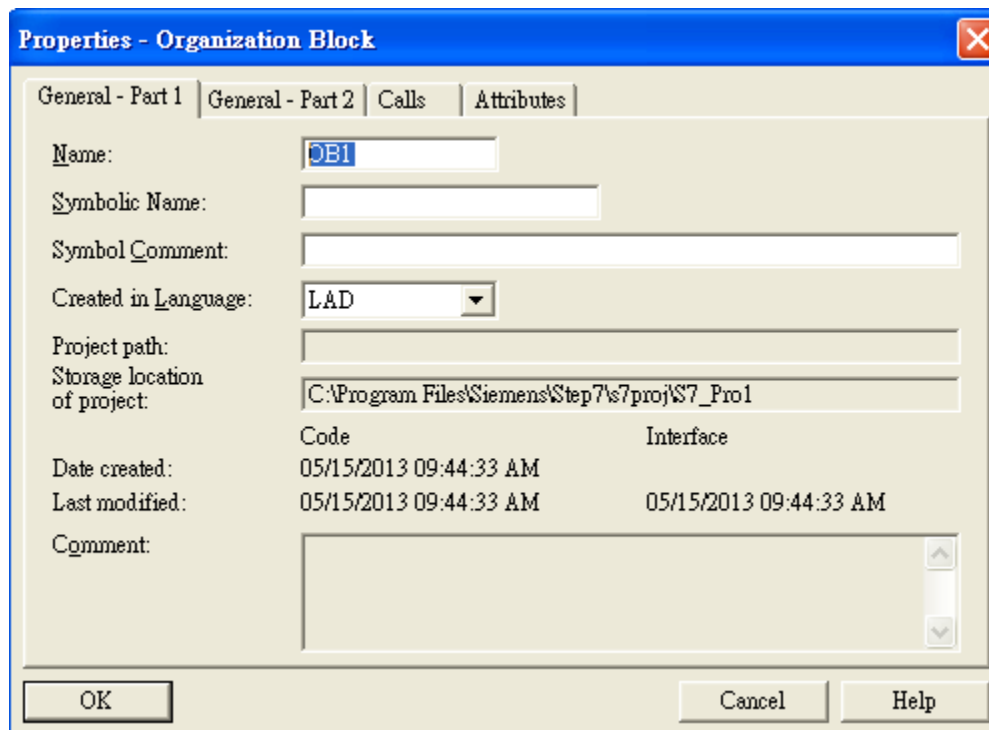 Properties - Organization Block
General - Part 1 General - Part 2 Calls Attributes
Name: OB1
Symbolic Name:
Symbol Comment:
Created in Language: LAD
Project path:
Storage location
of project: C:\Program Files\Siemens\Step7\s7proj\S7_Pro1
Code Interface
Date created: 05/15/2013 09:44:33 AM
Last modified: 05/15/2013 09:44:33 AM 05/15/2013 09:44:33 AM
Comment:
OK Cancel Help